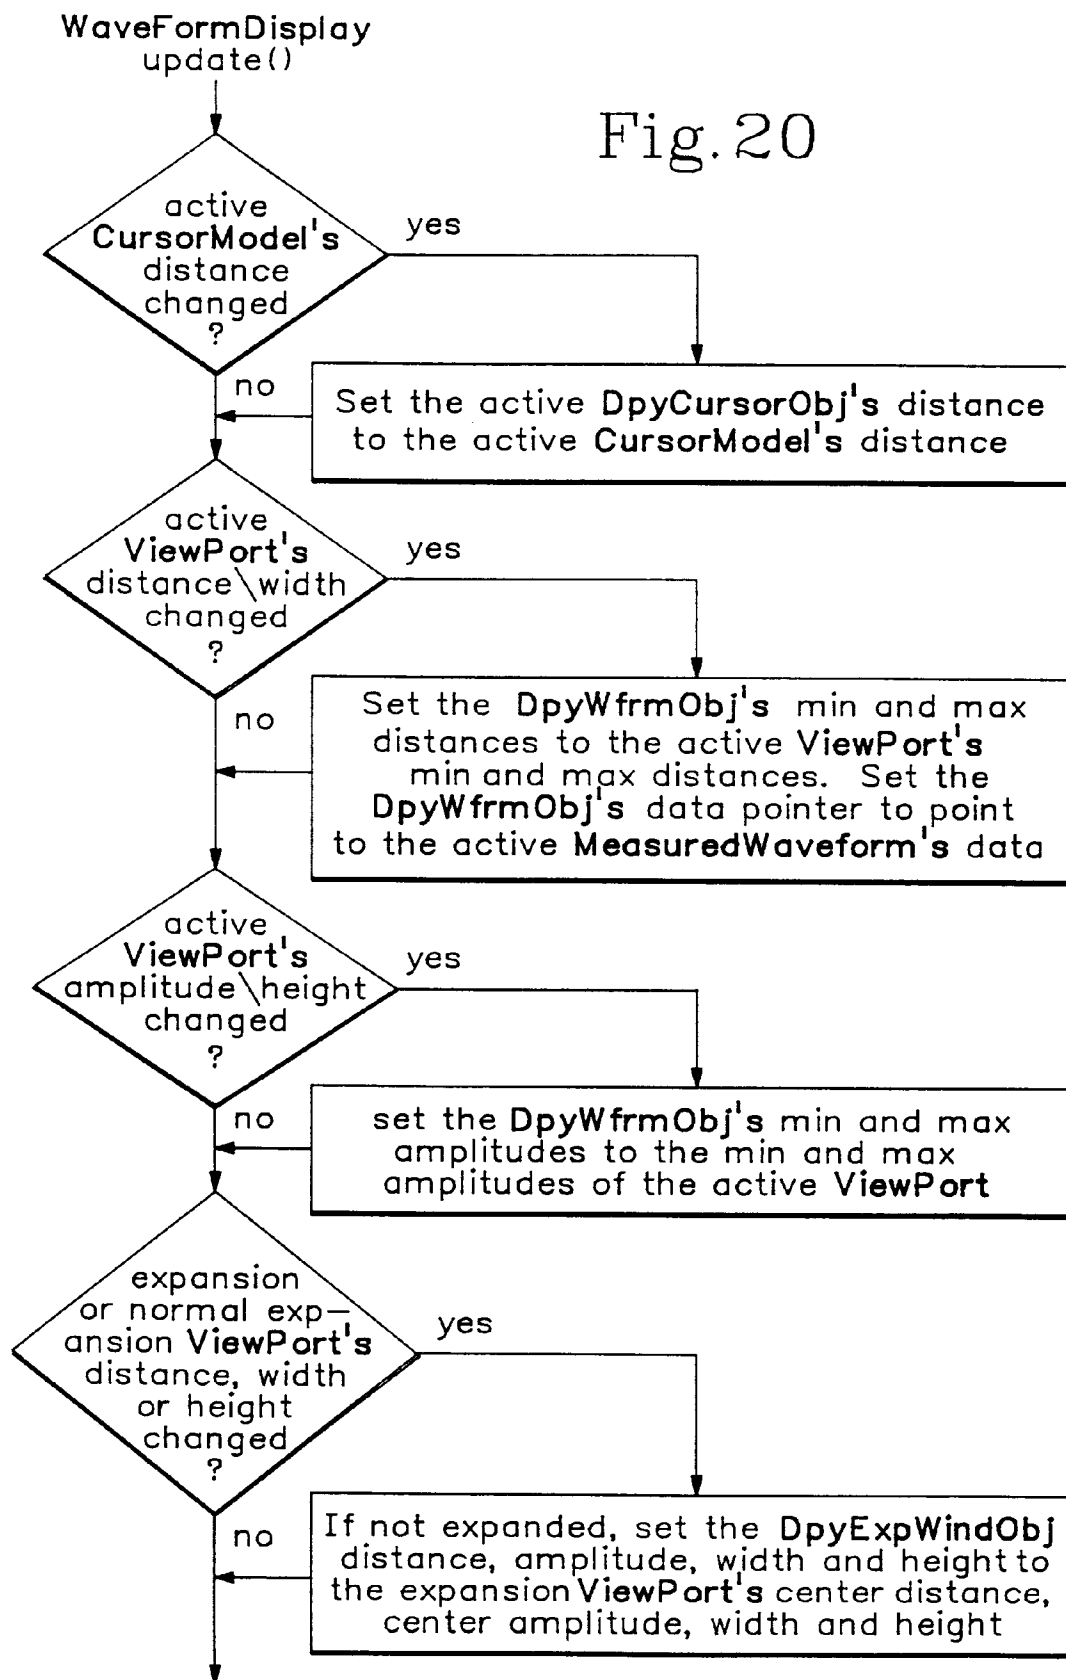 WaveFormDisplay
update()
Fig. 20
active
CursorModel's
distance
changed
?
yes
no
Set the active DpyCursorObj's distance
to the active CursorModel's distance
active
ViewPort's
distance\width
changed
?
yes
no
Set the DpyWfrmObj's min and max
distances to the active ViewPort's
min and max distances. Set the
DpyWfrmObj's data pointer to point
to the active MeasuredWaveform's data
active
ViewPort's
amplitude\height
changed
?
yes
no
set the DpyWfrmObj's min and max
amplitudes to the min and max
amplitudes of the active ViewPort
expansion
or normal exp-
ansion ViewPort's
distance, width
or height
changed
?
yes
no
If not expanded, set the DpyExpWindObj
distance, amplitude, width and height to
the expansion ViewPort's center distance,
center amplitude, width and height